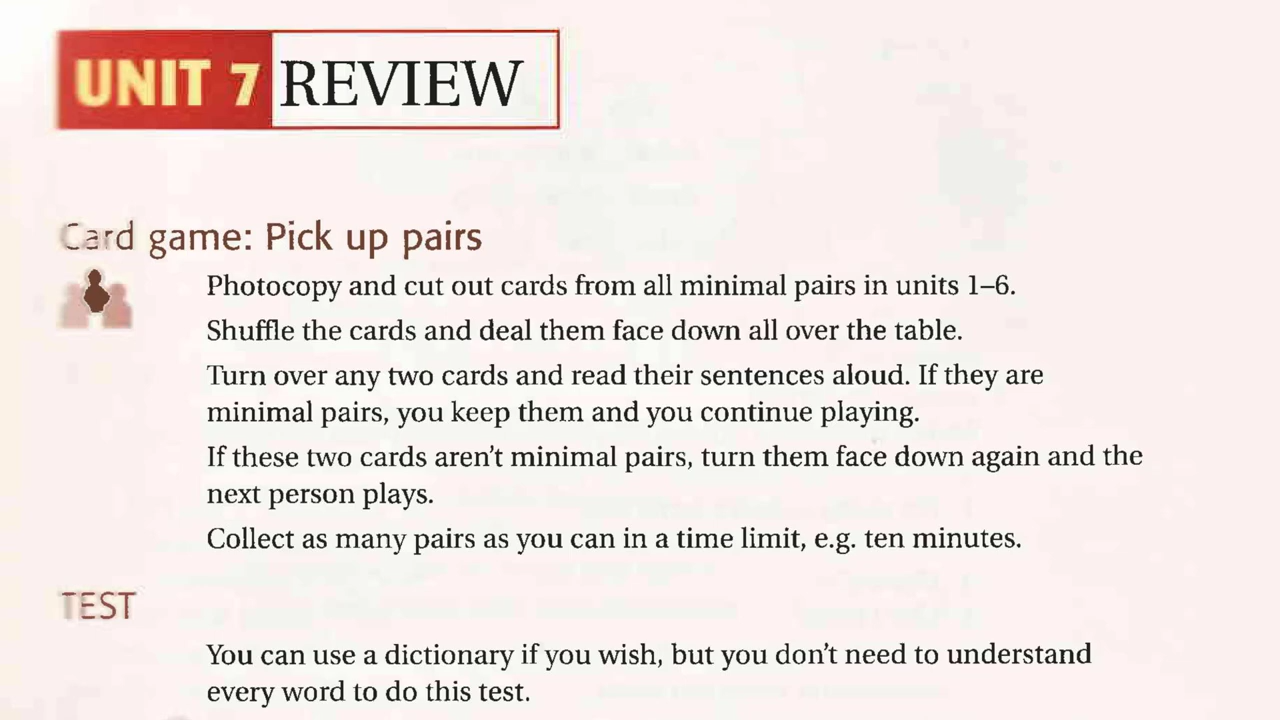 UNIT 7 REVIEW
Card game: Pick up pairs
Photocopy and cut out cards from all minimal pairs in units 1–6.
Shuffle the cards and deal them face down all over the table.
Turn over any two cards and read their sentences aloud. If they are
minimal pairs, you keep them and you continue playing.
If these two cards aren't minimal pairs, turn them face down again and the
next person plays.
Collect as many pairs as you can in a time limit, e.g. ten minutes.
TEST
You can use a dictionary if you wish, but you don't need to understand
every word to do this test.